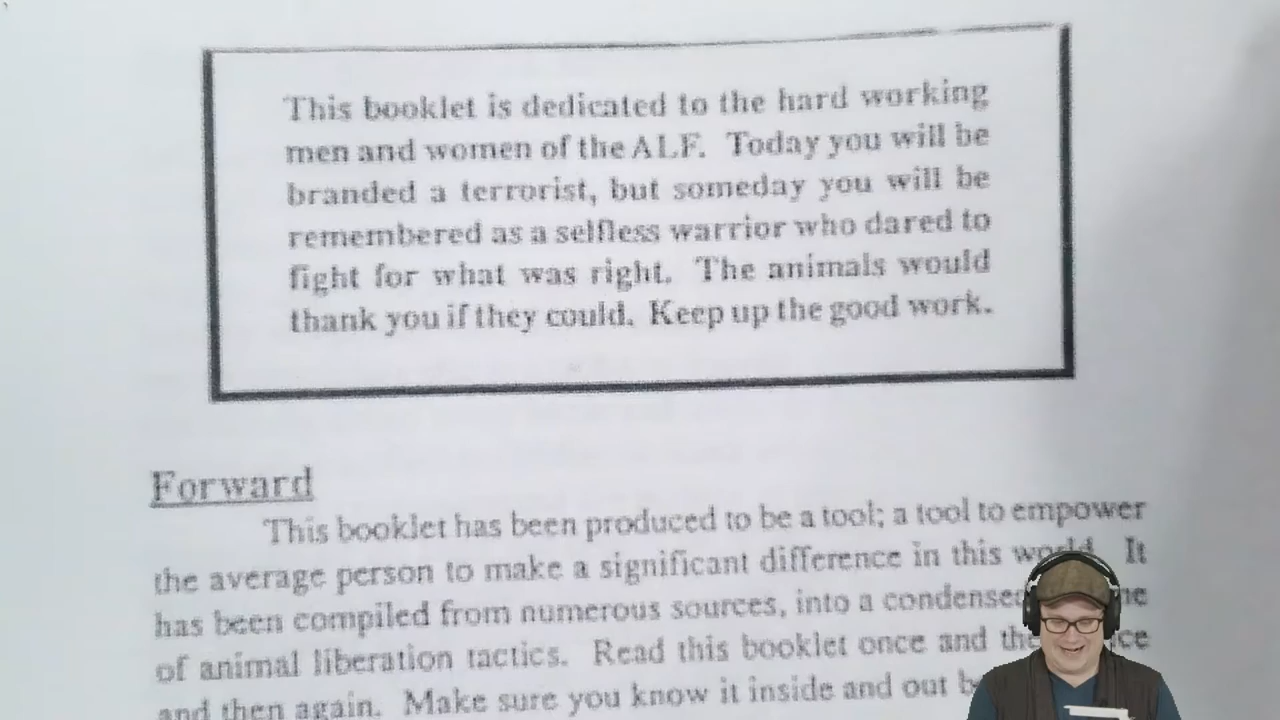 This booklet is dedicated to the hard working
men and women of the ALF. Today you will be
branded a terrorist, but someday you will be
remembered as a selfless warrior who dared to
fight for what was right. The animals would
thank you if they could. Keep up the good work.
Forward
This booklet has been produced to be a tool; a tool to empower
the average person to make a significant difference in this world. It
has been compiled from numerous sources, into a condensed
of animal liberation tactics. Read this booklet once and
and then again. Make sure you know it inside and out